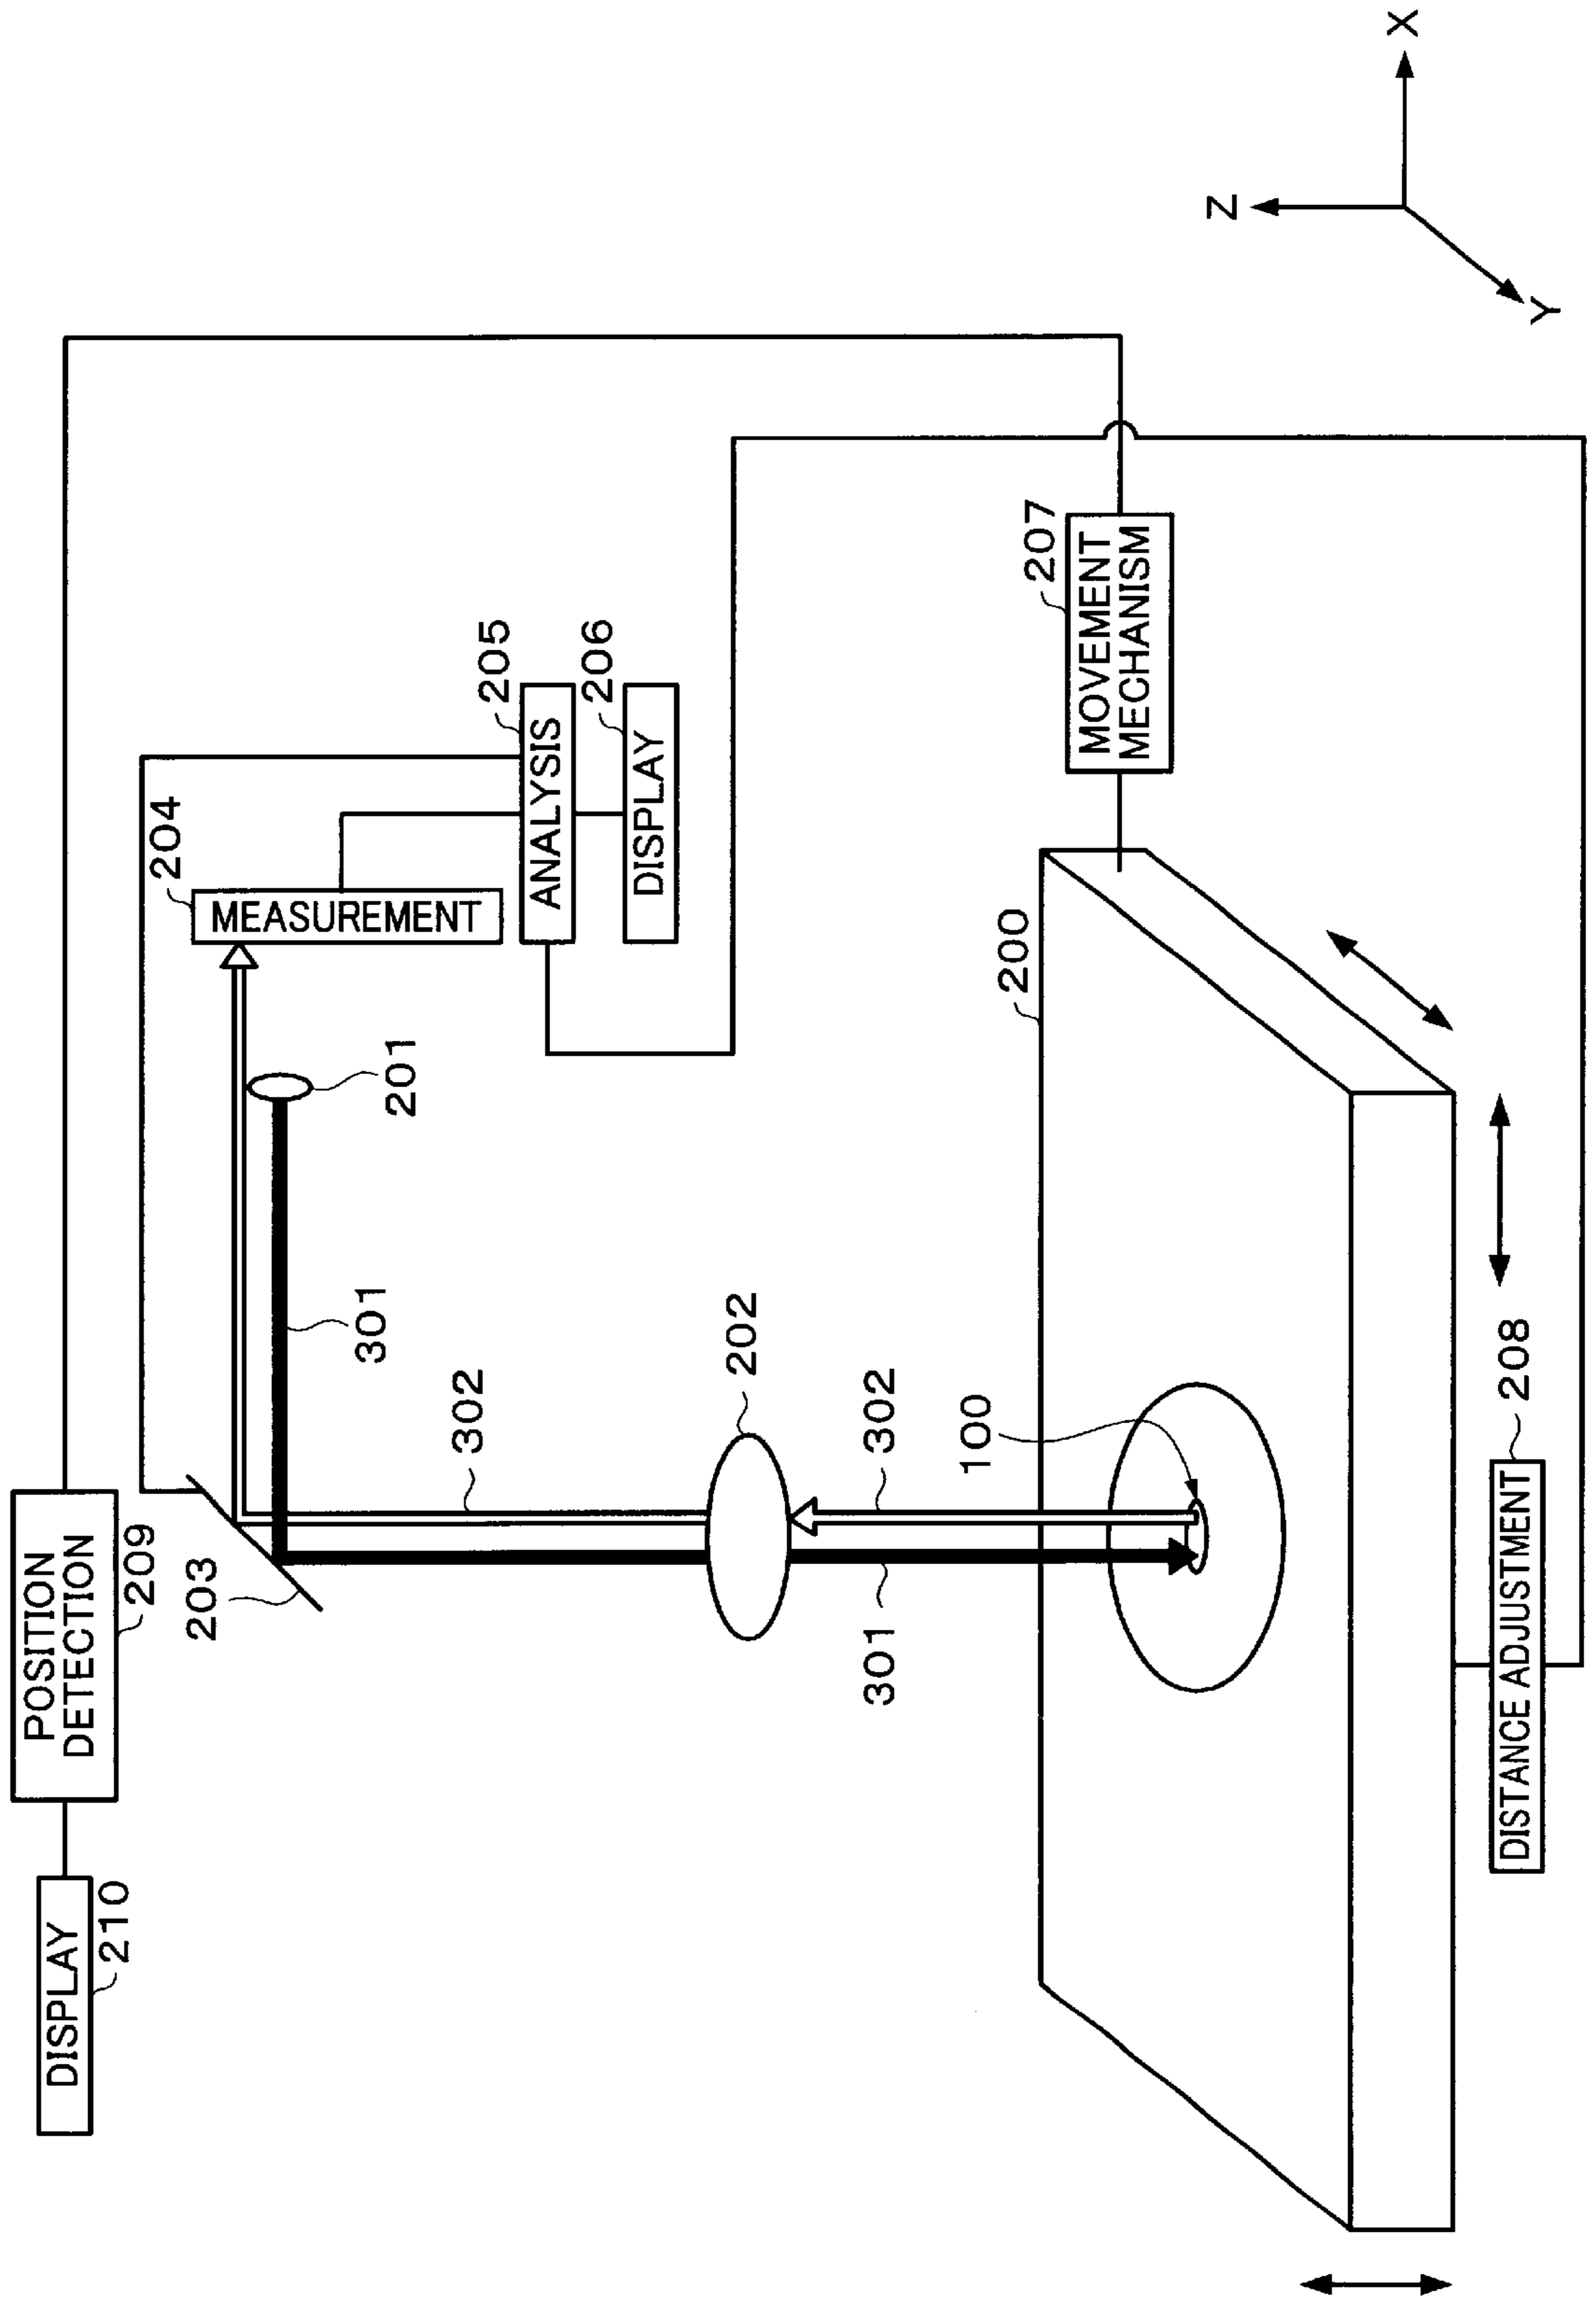 DISPLAY
210
POSITION
DETECTION
209
203
204
MEASUREMENT
201
301
302
205
ANALYSIS
206
DISPLAY
202
302
301
100
200
207
MOVEMENT
MECHANISM
208
DISTANCE ADJUSTMENT
Z
X
Y